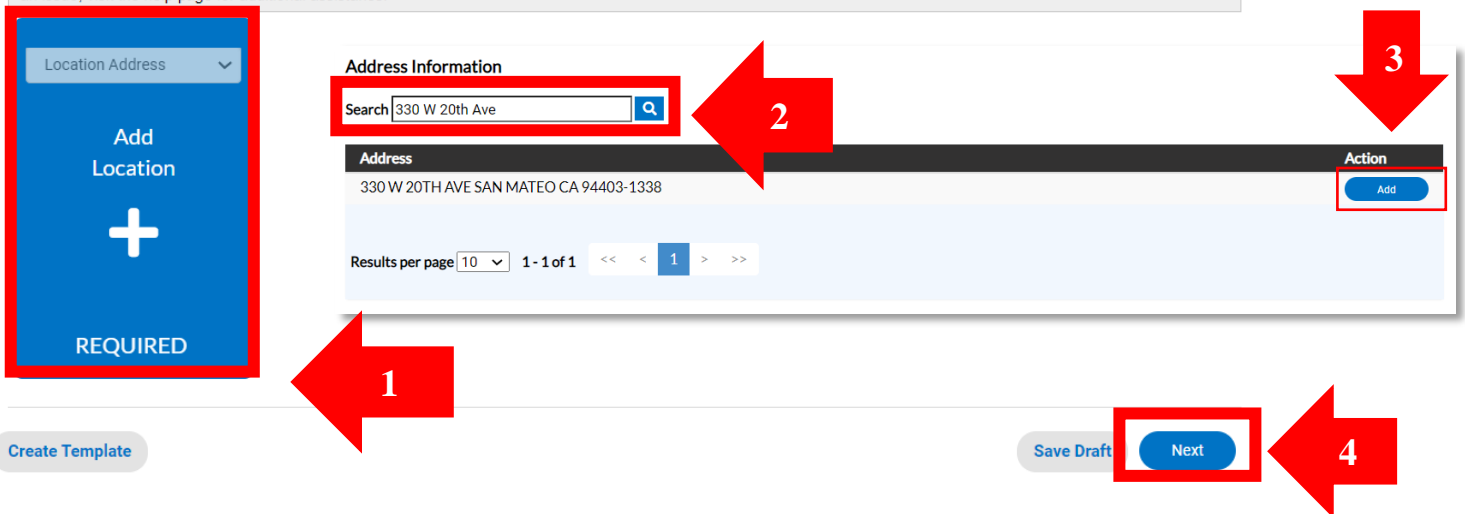 Location Address
Add
Location
REQUIRED
1
Address Information
Search 330 W 20th Ave
2
3
Address Action
330 W 20TH AVE SAN MATEO CA 94403-1338 Add
Results per page 10 1 - 1 of 1 << < 1 > >>
Create Template
Save Draft
Next
4